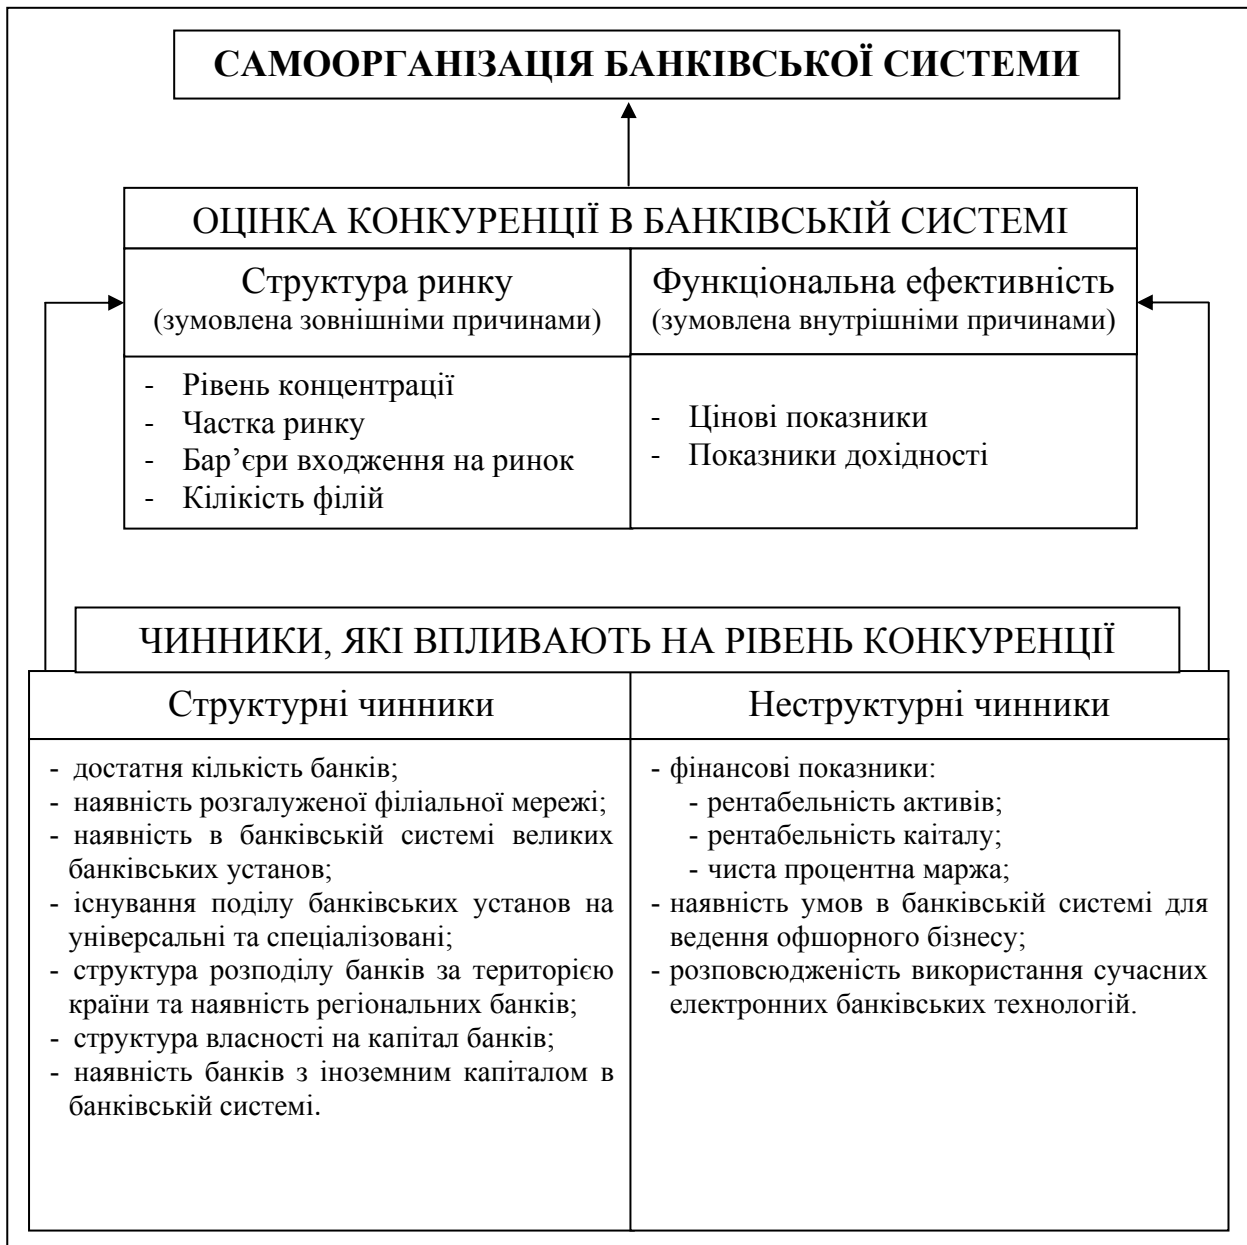 САМООРГАНІЗАЦІЯ БАНКІВСЬКОЇ СИСТЕМИ
ОЦІНКА КОНКУРЕНЦІЇ В БАНКІВСЬКІЙ СИСТЕМІ
Структура ринку
(зумовлена зовнішніми причинами)
- Рівень концентрації
- Частка ринку
- Бар’єри входження на ринок
- Кілікість філій
Функціональна ефективність
(зумовлена внутрішніми причинами)
- Цінові показники
- Показники дохідності
ЧИННИКИ, ЯКІ ВПЛИВАЮТЬ НА РІВЕНЬ КОНКУРЕНЦІЇ
Структурні чинники
- достатня кількість банків;
- наявність розгалуженої філіальної мережі;
- наявність в банківській системі великих
банківських установ;
- існування поділу банківських установ на
універсальні та спеціалізовані;
- структура розподілу банків за територією
країни та наявність регіональних банків;
- структура власності на капітал банків;
- наявність банків з іноземним капіталом в
банківській системі.
Неструктурні чинники
- фінансові показники:
- рентабельність активів;
- рентабельність каіталу;
- чиста процентна маржа;
- наявність умов в банківській системі для
ведення офшорного бізнесу;
- розповсюдженість використання сучасних
електронних банківських технологій.